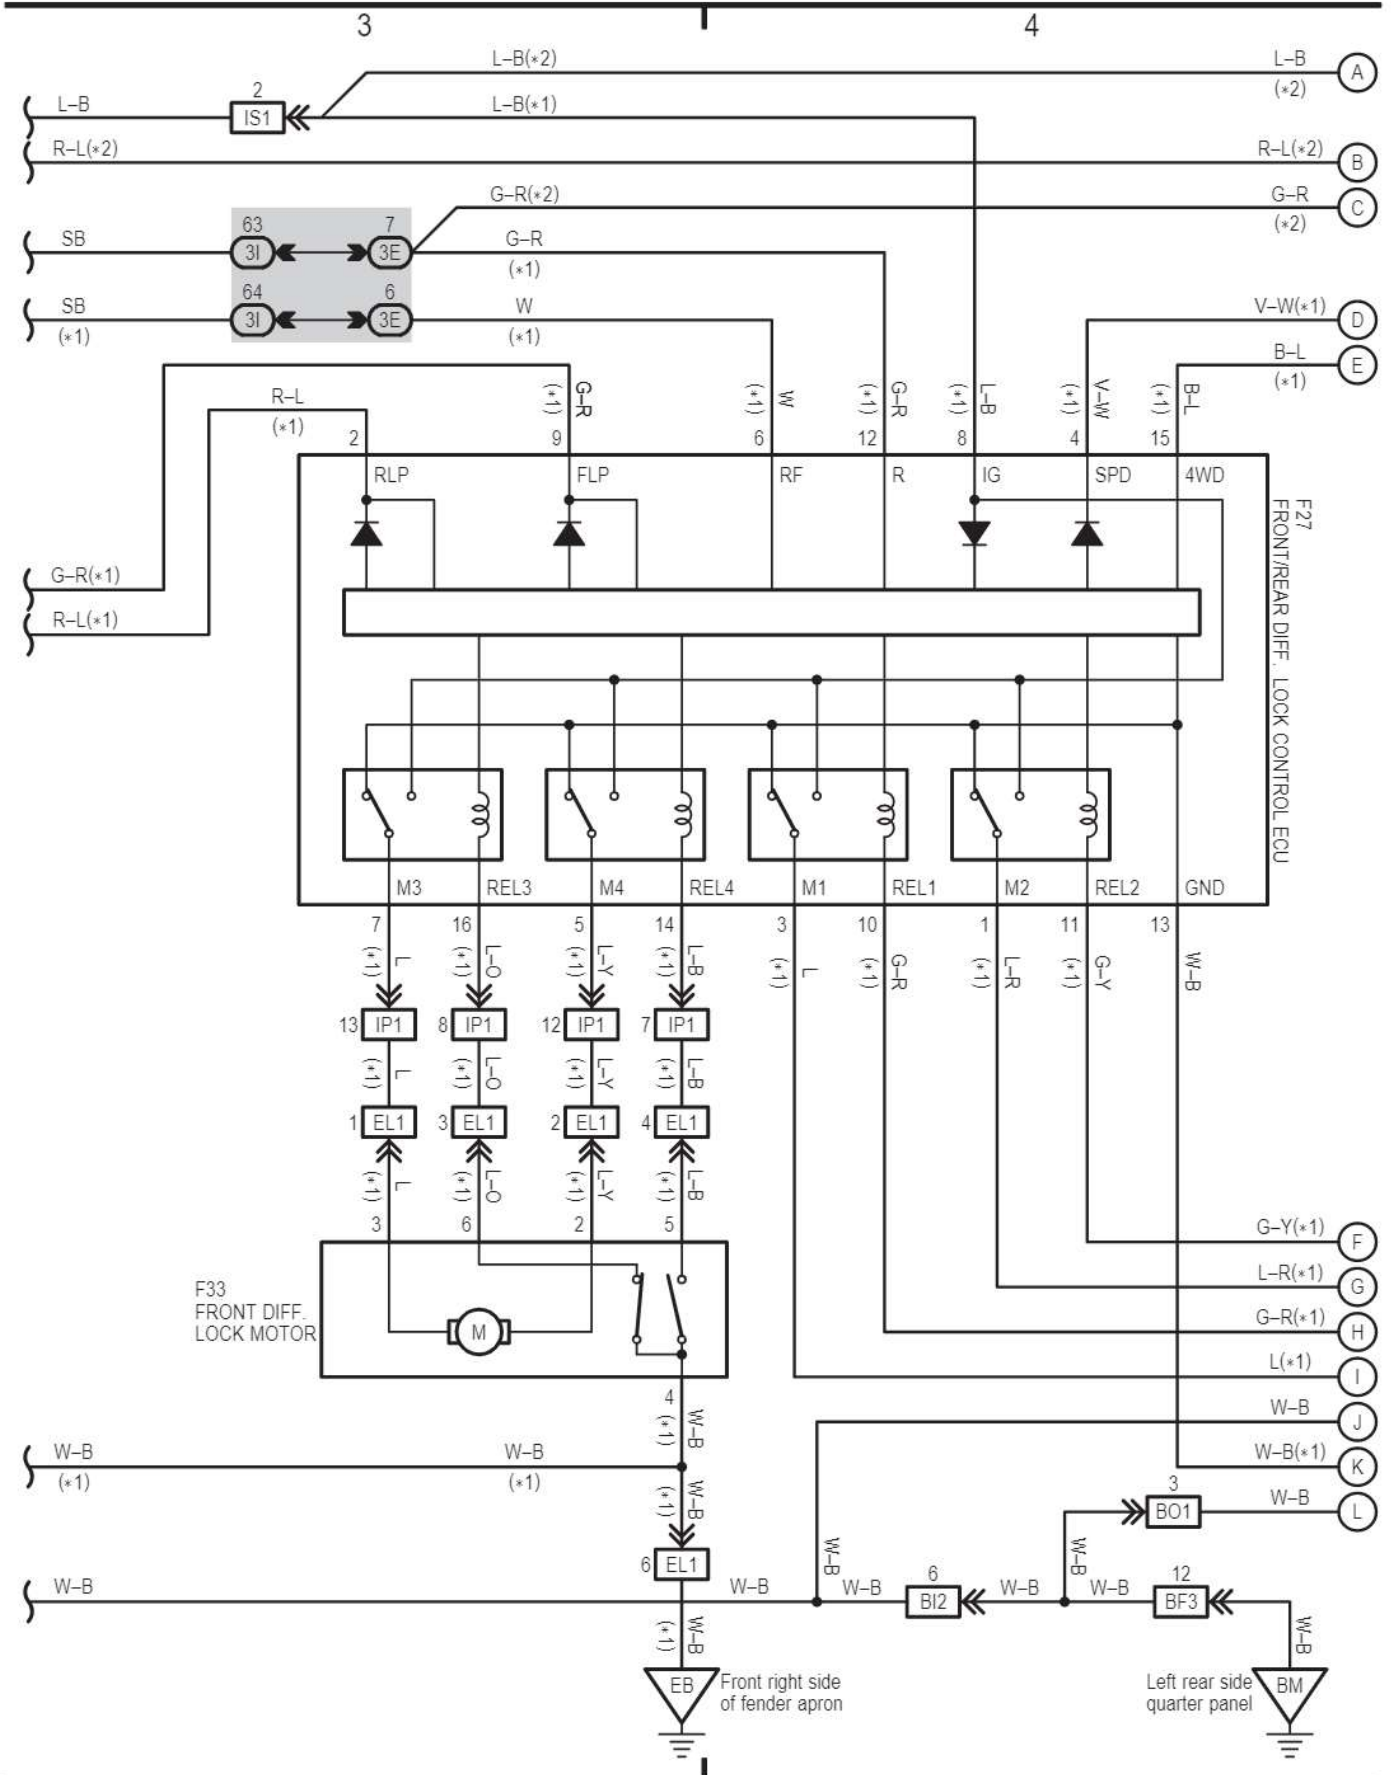 3
4
L–B(∗2)
L–B
(∗2)
A
L–B
2
IS1
L–B(∗1)
R–L(∗2)
R–L(∗2)
B
G–R(∗2)
G–R
(∗2)
C
SB
63
3I
7
3E
G–R
(∗1)
SB
(∗1)
64
3I
6
3E
W
(∗1)
V–W(∗1)
D
B–L
(∗1)
E
R–L
(∗1)
G–R
(∗1)
W
(∗1)
G–R
(∗1)
L–B
(∗1)
V–W
(∗1)
B–L
(∗1)
2
9
6
12
8
4
15
RLP
FLP
RF
R
IG
SPD
4WD
F27
FRONT/REAR DIFF. LOCK CONTROL ECU
G–R(∗1)
R–L(∗1)
M3
REL3
M4
REL4
M1
REL1
M2
REL2
GND
7
16
5
14
3
10
1
11
13
L
(∗1)
L–O
(∗1)
L–Y
(∗1)
L–B
(∗1)
L
(∗1)
G–R
(∗1)
L–R
(∗1)
G–Y
(∗1)
W–B
13
IP1
8
IP1
12
IP1
7
IP1
L
(∗1)
L–O
(∗1)
L–Y
(∗1)
L–B
(∗1)
1
EL1
3
EL1
2
EL1
4
EL1
L
(∗1)
L–O
(∗1)
L–Y
(∗1)
L–B
(∗1)
3
6
2
5
G–Y(∗1)
F
L–R(∗1)
G
F33
FRONT DIFF.
LOCK MOTOR
M
G–R(∗1)
H
L(∗1)
I
4
W–B
(∗1)
W–B
J
W–B
(∗1)
W–B
(∗1)
W–B(∗1)
K
W–B
(∗1)
3
BO1
W–B
L
6
EL1
W–B
W–B
W–B
W–B
W–B
6
BI2
W–B
W–B
12
BF3
W–B
(∗1)
W–B
EB
Front right side
of fender apron
Left rear side
quarter panel
BM